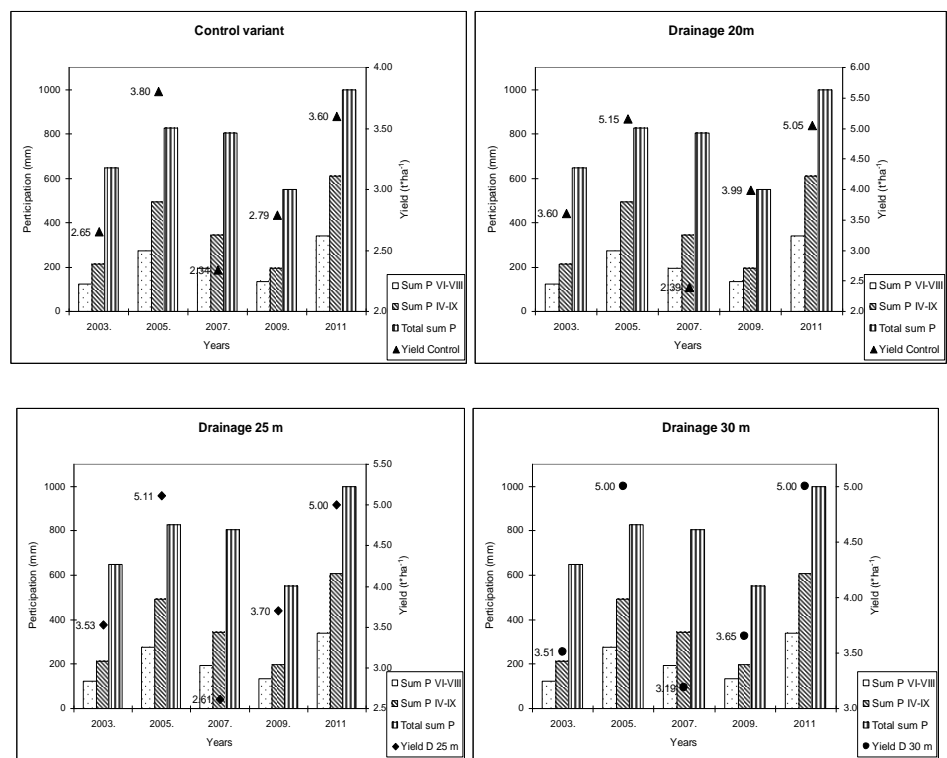 Control variant
Perticipation (mm)
1000
800
600
400
200
0
4.00
3.50
3.00
2.50
2.0
Yield (t*ha-1)
2.65
3.80
2.34
2.79
3.60
2003.
2005.
2007.
2009.
2011
Years
Sum P VI-VIII
Sum P IV-IX
Total sum P
Yield Control
Drainage 20m
Perticipation (mm)
1000
800
600
400
200
0
6.00
5.50
5.00
4.50
4.00
3.50
3.00
2.50
2.0
Yield (t*ha-1)
3.60
5.15
2.39
3.99
5.05
2003.
2005.
2007.
2009.
2011
Years
Sum P VI-VIII
Sum P IV-IX
Total sum P
Yield Control
Drainage 25 m
Perticipation (mm)
1000
800
600
400
200
0
5.50
5.00
4.50
4.00
3.50
3.00
2.5
Yield (t*ha-1)
3.53
5.11
2.61
3.70
5.00
2003.
2005.
2007.
2009.
2011
Years
Sum P VI-VIII
Sum P IV-IX
Total sum P
Yield D 25 m
Drainage 30 m
Perticipation (mm)
1000
800
600
400
200
0
5.00
4.50
4.00
3.50
3.0
Yield (t*ha-1)
3.51
5.00
3.19
3.65
5.00
2003.
2005.
2007.
2009.
2011
Years
Sum P VI-VIII
Sum P IV-IX
Total sum P
Yield D 30 m